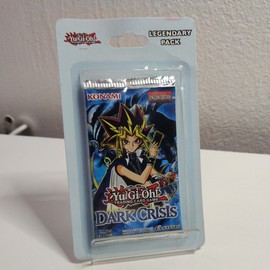 Yu-Gi-Oh!
LEGENDARY
PACK
KONAMI
Yu-Gi-Oh!
TRADING CARD GAME
DARK CRISIS